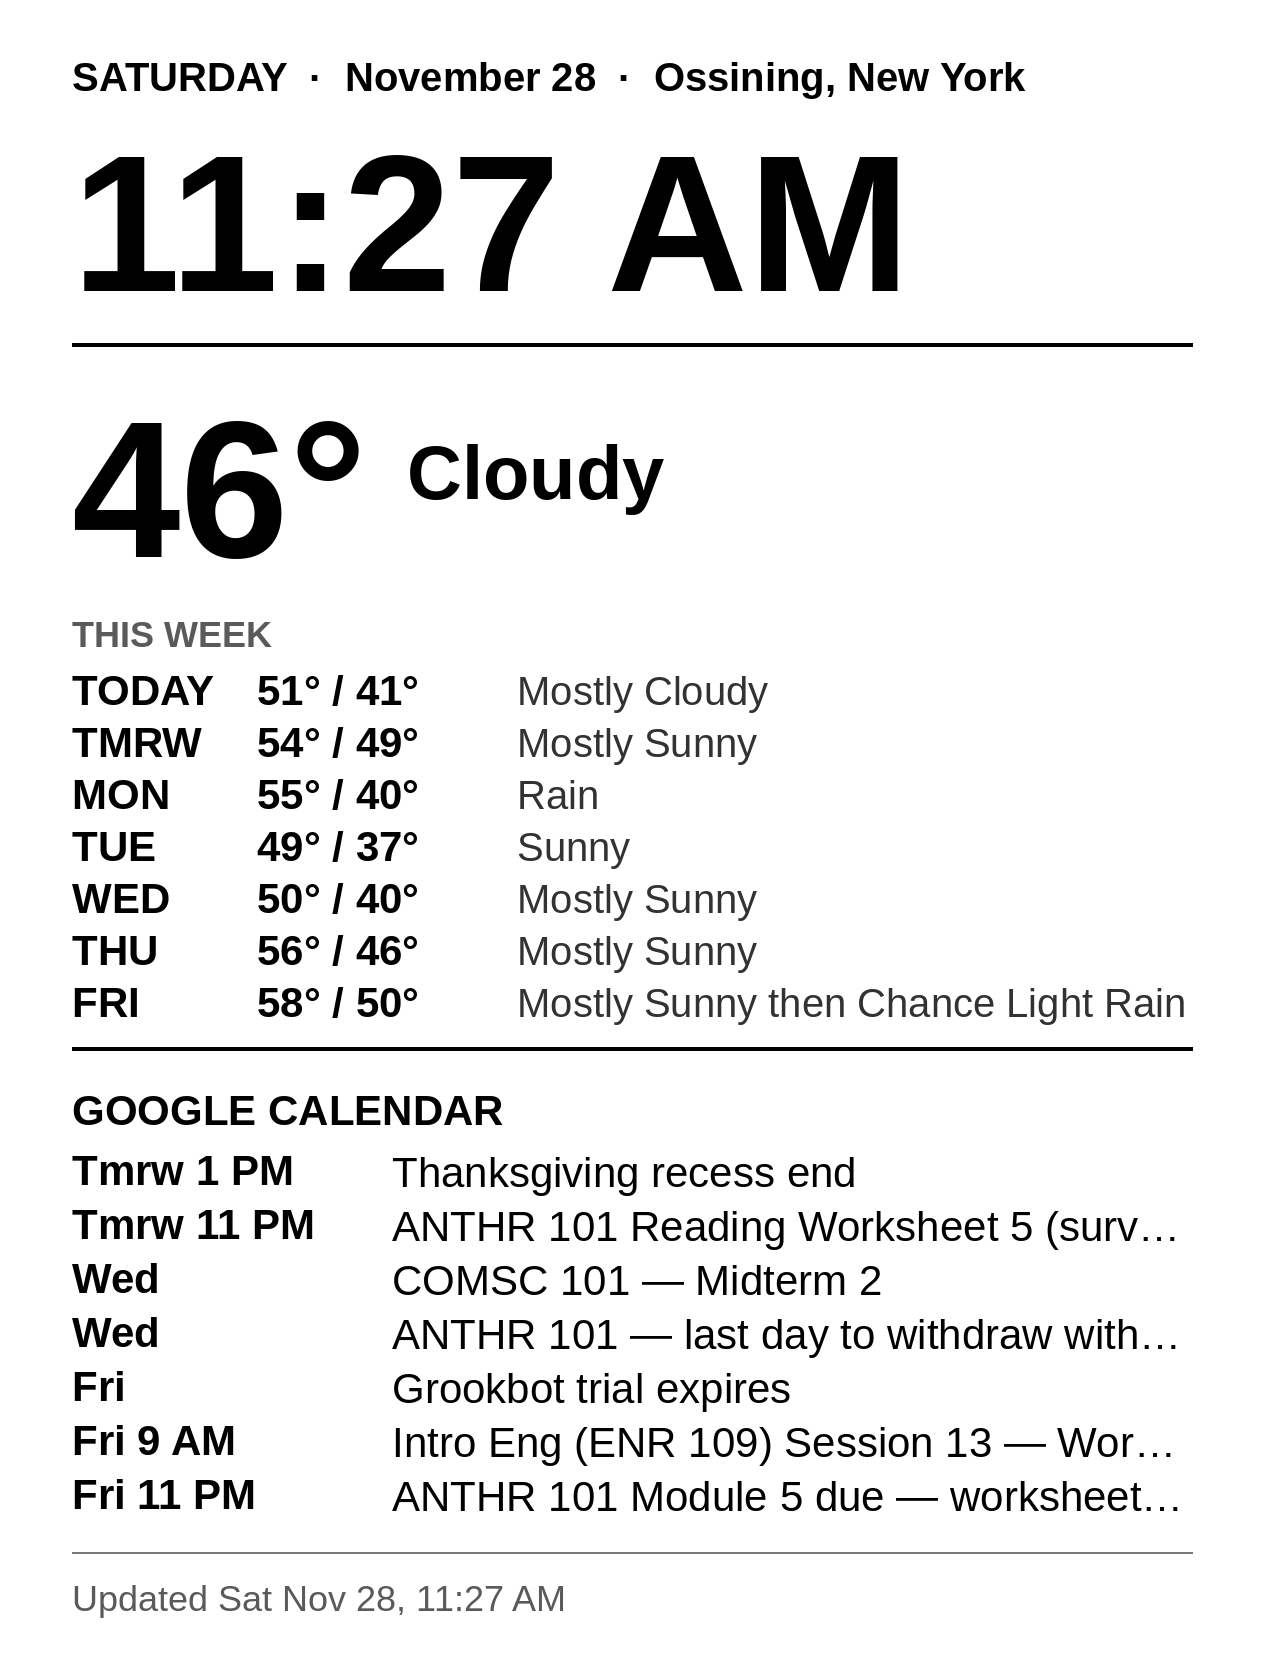 SATURDAY · November 28 · Ossining, New York
11:27 AM
46° Cloudy
THIS WEEK
TODAY 51° / 41° Mostly Cloudy
TMRW 54° / 49° Mostly Sunny
MON 55° / 40° Rain
TUE 49° / 37° Sunny
WED 50° / 40° Mostly Sunny
THU 56° / 46° Mostly Sunny
FRI 58° / 50° Mostly Sunny then Chance Light Rain
GOOGLE CALENDAR
Tmrw 1 PM Thanksgiving recess end
Tmrw 11 PM ANTHR 101 Reading Worksheet 5 (surv…
Wed COMSC 101 — Midterm 2
Wed ANTHR 101 — last day to withdraw with…
Fri Grookbot trial expires
Fri 9 AM Intro Eng (ENR 109) Session 13 — Wor…
Fri 11 PM ANTHR 101 Module 5 due — worksheet…
Updated Sat Nov 28, 11:27 AM